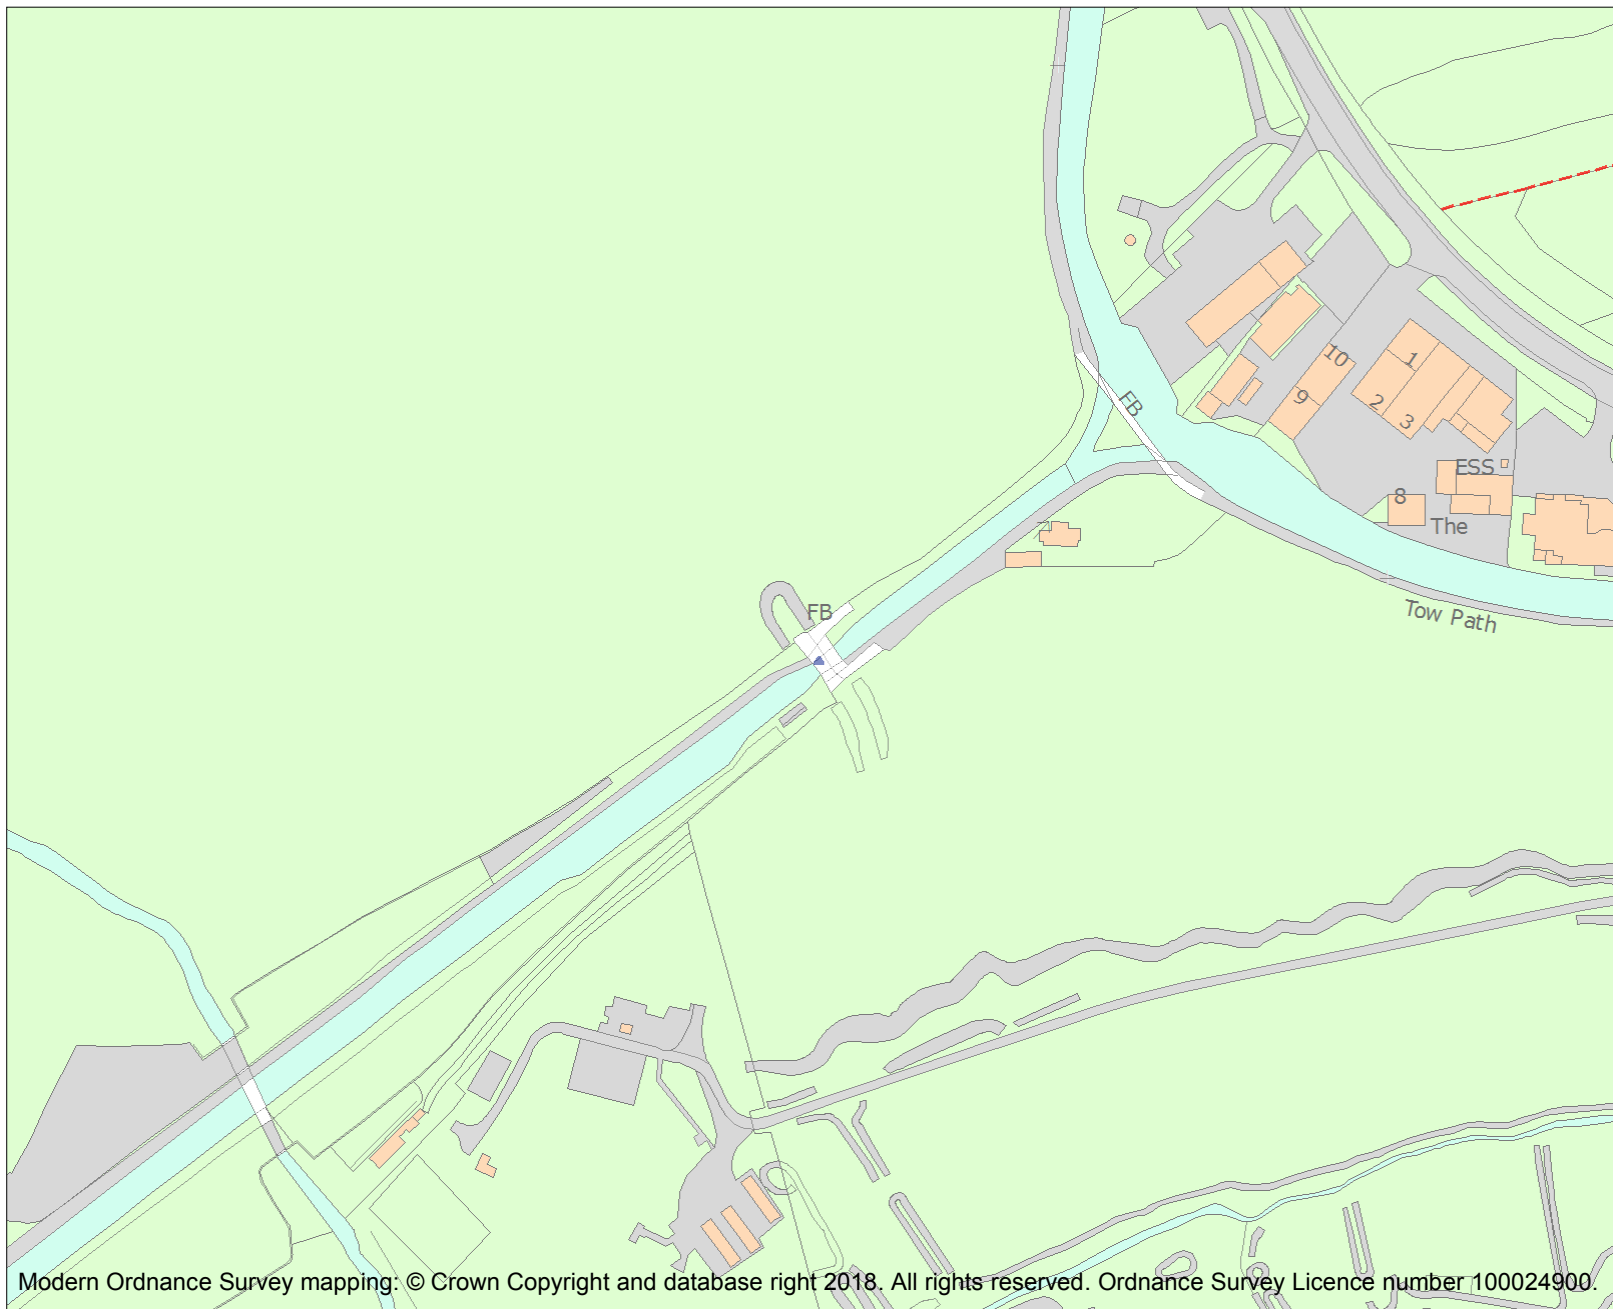 10
1
FB
9
2
3
ESS
8
The
FB
Tow Path
Modern Ordnance Survey mapping: © Crown Copyright and database right 2018. All rights reserved. Ordnance Survey Licence number 100024900.